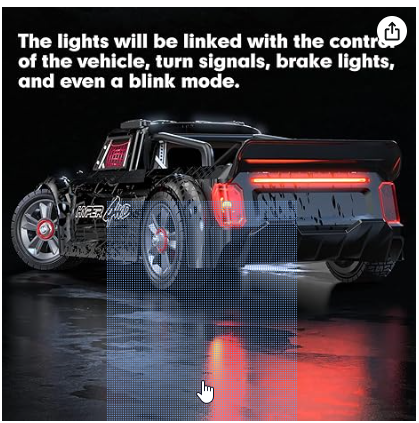 The lights will be linked with the control
of the vehicle, turn signals, brake lights,
and even a blink mode.
HYPER GO